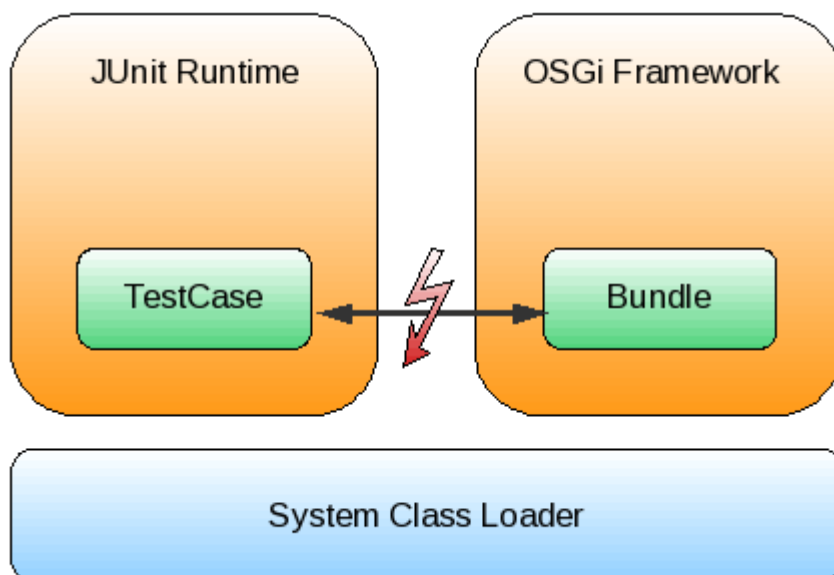 JUnit Runtime
OSGi Framework
TestCase
Bundle
System Class Loader